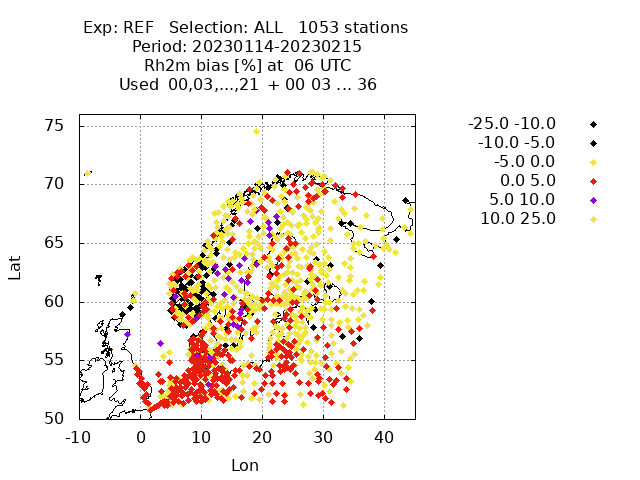 Exp: REF   Selection: ALL   1053 stations
Period: 20230114-20230215
Rh2m bias [%] at  06 UTC
Used  00,03,...,21  + 00 03 ... 36
-25.0 -10.0
-10.0 -5.0
-5.0 0.0
0.0 5.0
5.0 10.0
10.0 25.0
75
70
65
60
55
50
Lat
-10 0 10 20 30 40
Lon